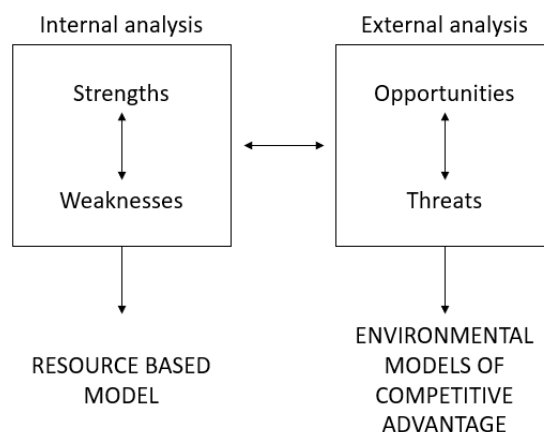 Internal analysis
Strengths
Weaknesses
RESOURCE BASED
MODEL
External analysis
Opportunities
Threats
ENVIRONMENTAL
MODELS OF
COMPETITIVE
ADVANTAGE